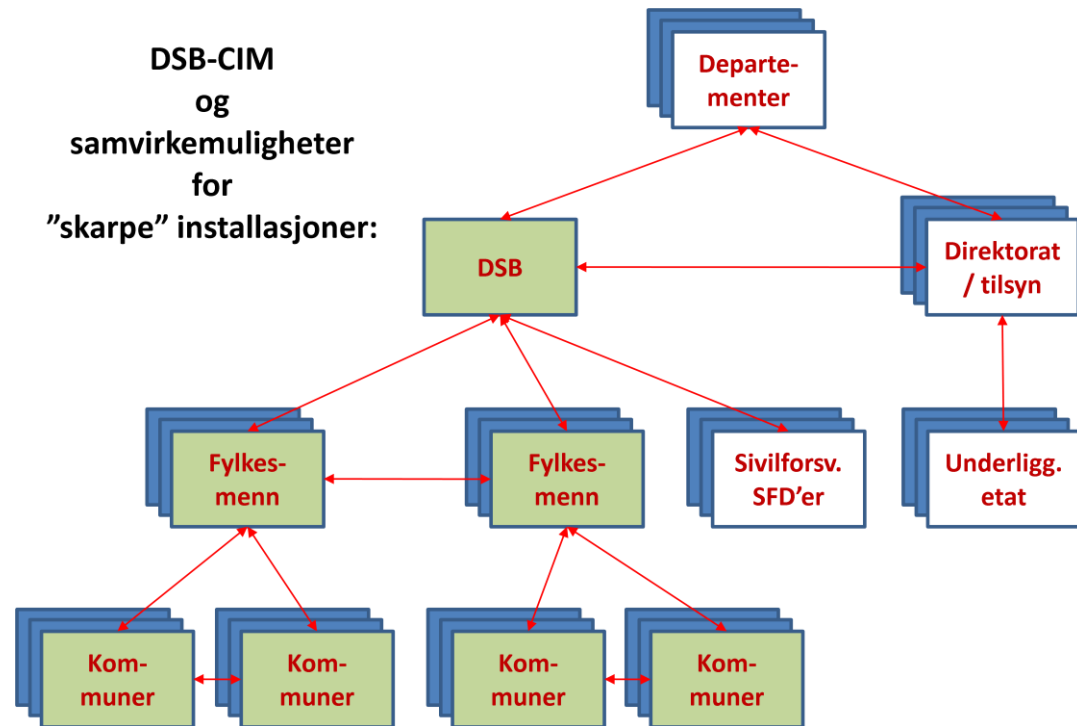 DSB-CIM
og
samvirkemuligheter
for
”skarpe” installasjoner:
Departe-
menter
DSB
Direktorat
/ tilsyn
Fylkes-
menn
Fylkes-
menn
Sivilforsv.
SFD’er
Underligg.
etat
Kom-
muner
Kom-
muner
Kom-
muner
Kom-
muner